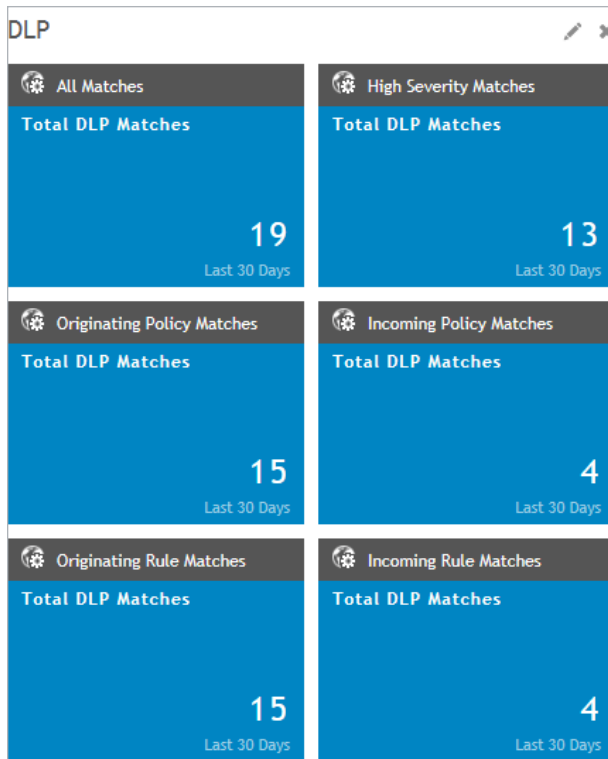 DLP
All Matches
Total DLP Matches
19
Last 30 Days
High Severity Matches
Total DLP Matches
13
Last 30 Days
Originating Policy Matches
Total DLP Matches
15
Last 30 Days
Incoming Policy Matches
Total DLP Matches
4
Last 30 Days
Originating Rule Matches
Total DLP Matches
15
Last 30 Days
Incoming Rule Matches
Total DLP Matches
4
Last 30 Days